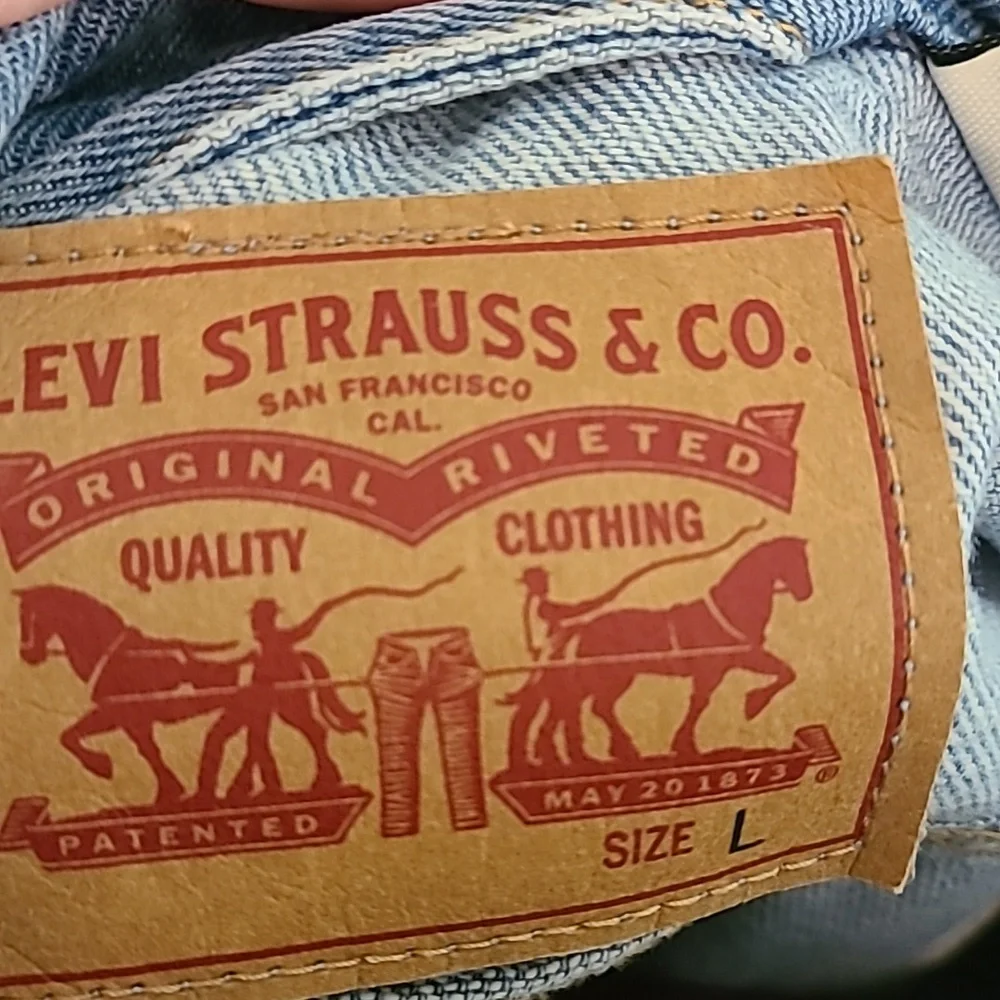 LEVI STRAUSS & CO.
SAN FRANCISCO
CAL.
ORIGINAL RIVETED
QUALITY CLOTHING
PATENTED MAY 20 1873 ®
SIZE L